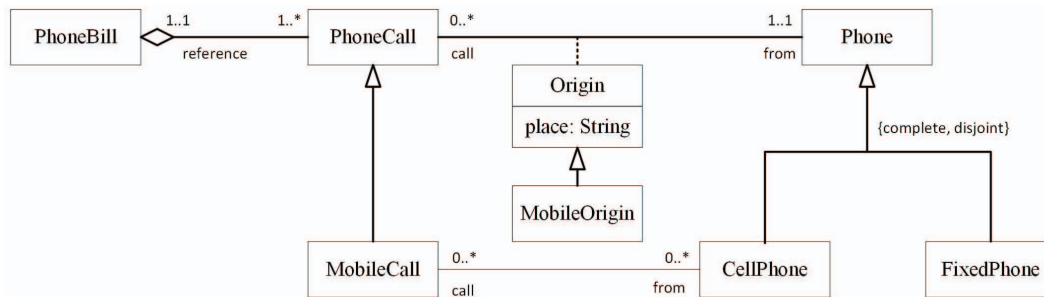 PhoneBill
1..1
1..*
reference
PhoneCall
0..*
1..1
call
from
Phone
Origin
place: String
{complete, disjoint}
MobileOrigin
MobileCall
0..*
0..*
call
from
CellPhone
FixedPhone